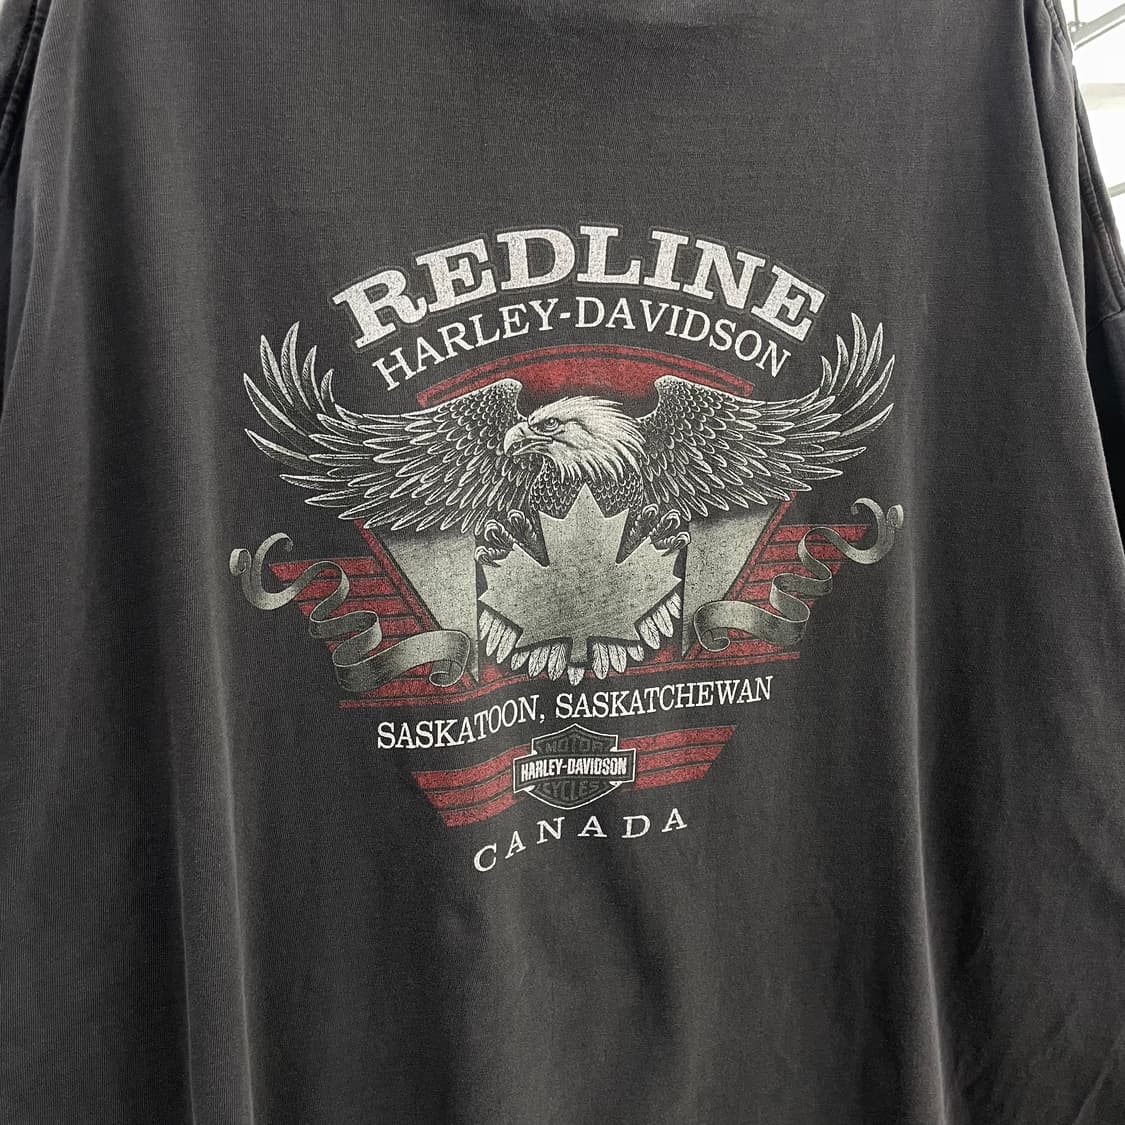 REDLINE
HARLEY-DAVIDSON
SASKATOON, SASKATCHEWAN
MOTOR
HARLEY-DAVIDSON
CYCLES
CANADA